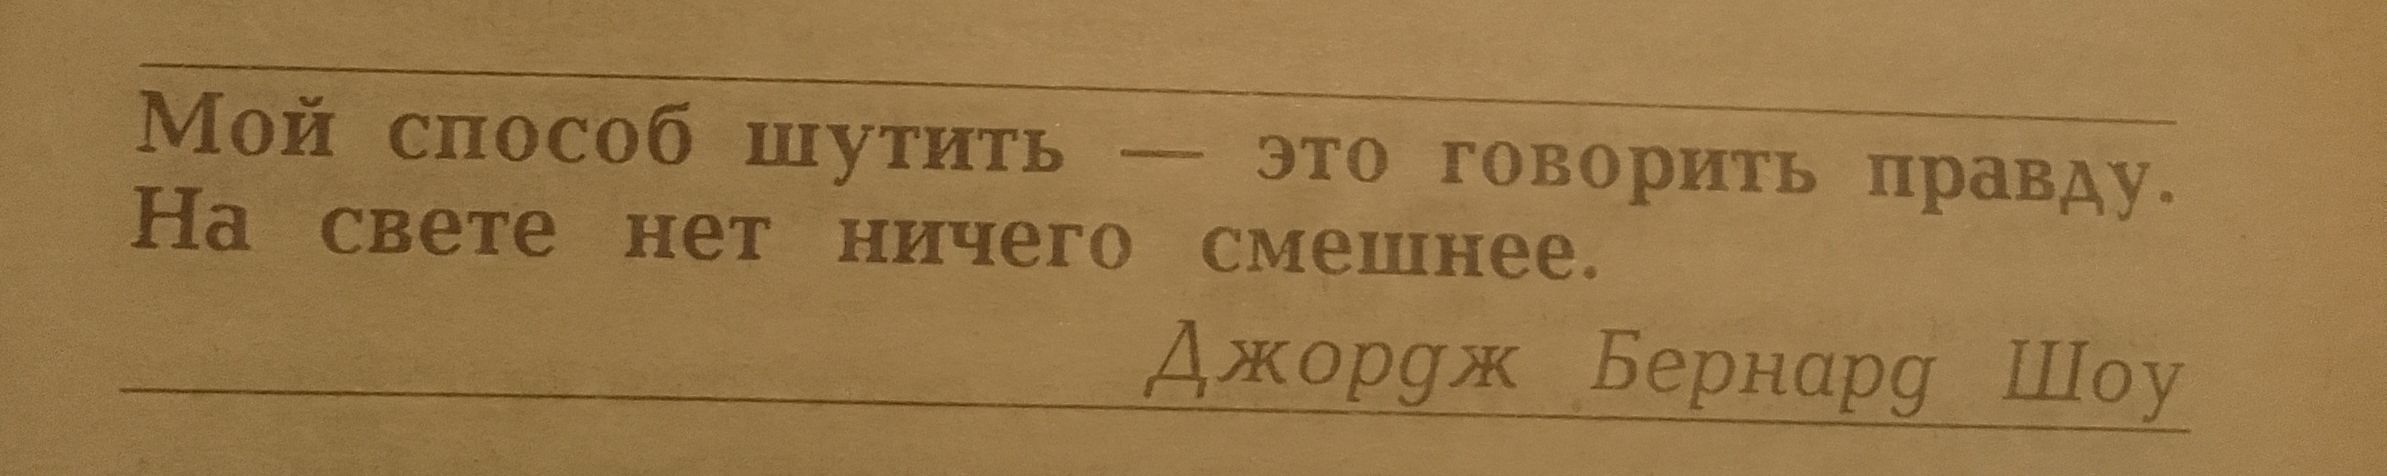 Мой способ шутить — это говорить правду.
На свете нет ничего смешнее.
Джордж Бернард Шоу